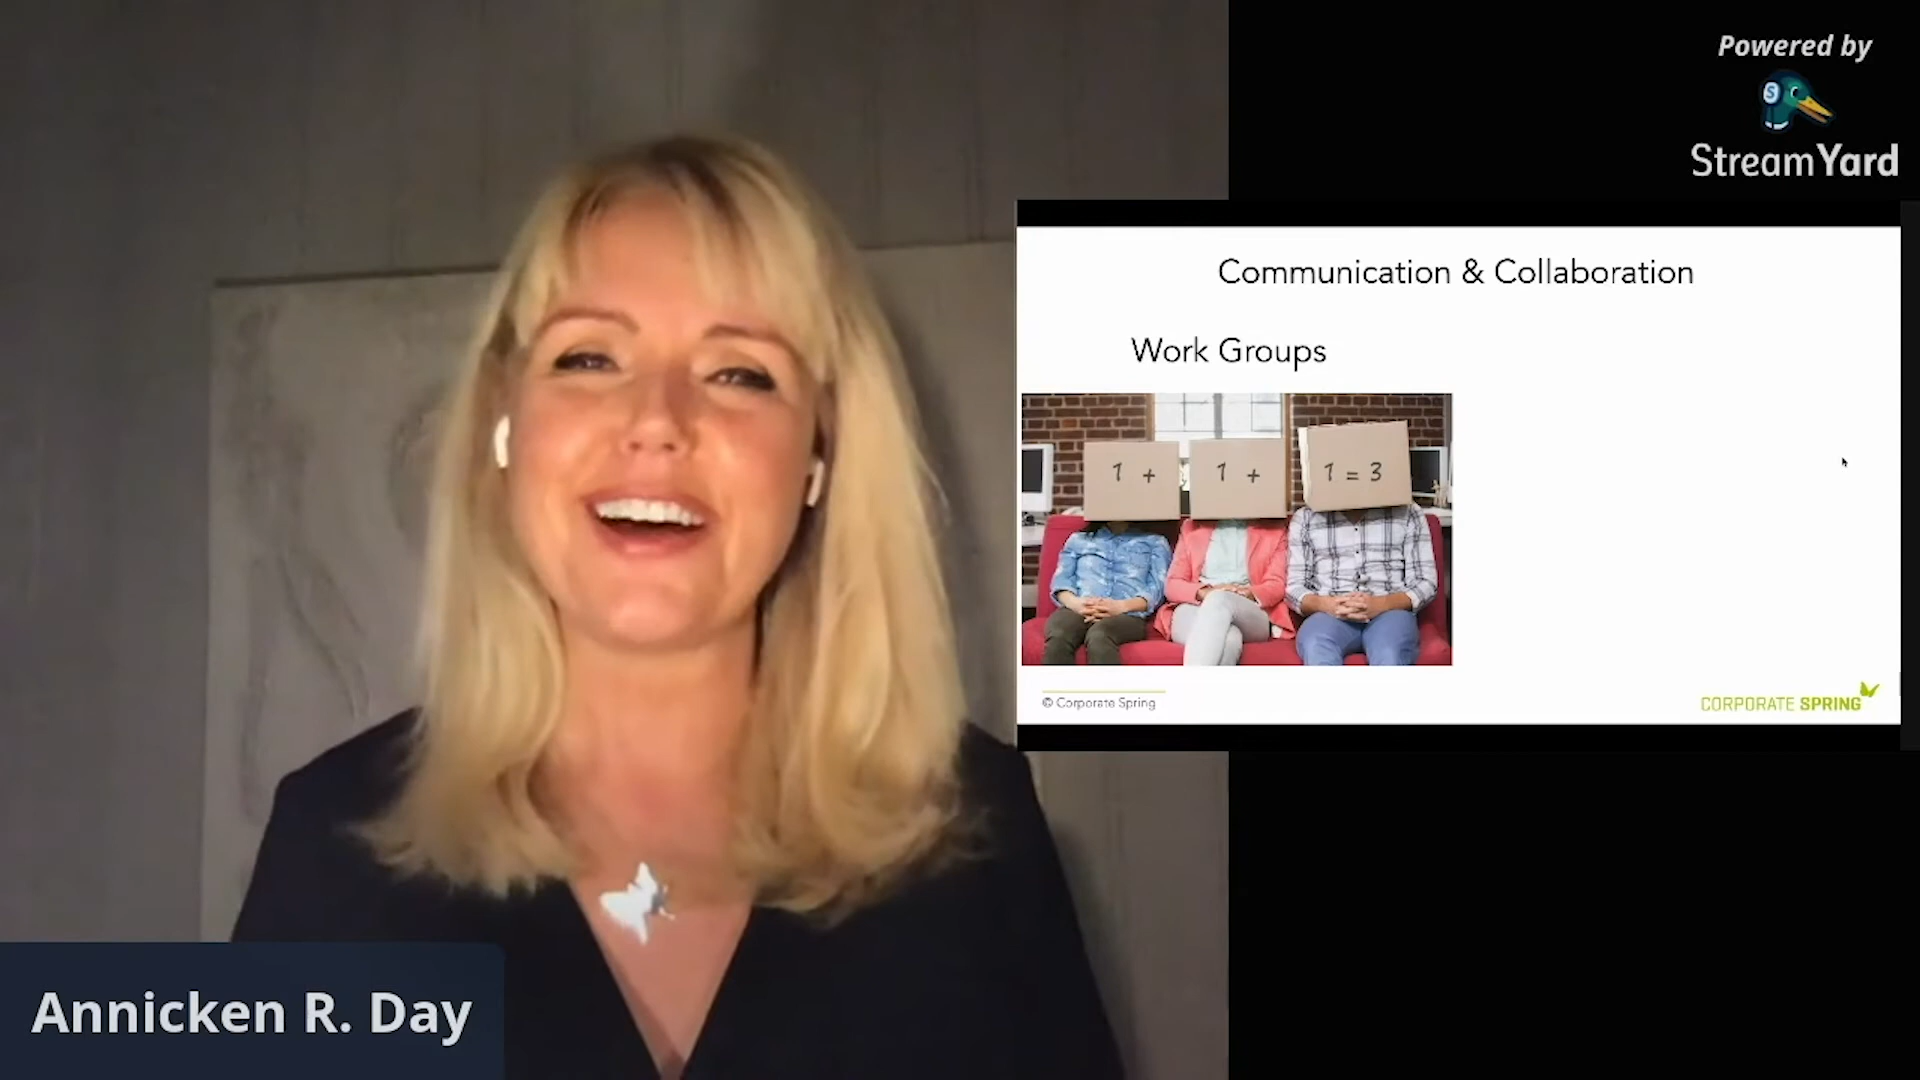 Powered by
StreamYard
Communication & Collaboration
Work Groups
1 +
1 +
1 = 3
© Corporate Spring
CORPORATE SPRING
Annicken R. Day